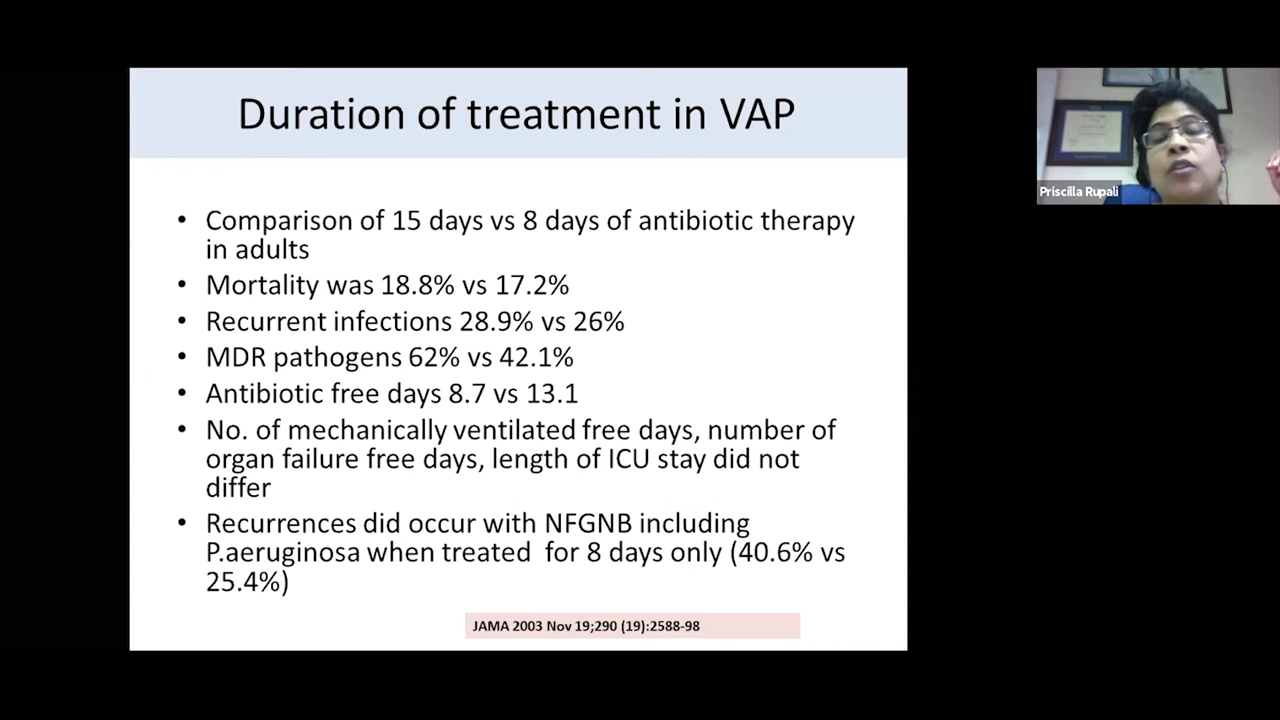 Duration of treatment in VAP
• Comparison of 15 days vs 8 days of antibiotic therapy
in adults
• Mortality was 18.8% vs 17.2%
• Recurrent infections 28.9% vs 26%
• MDR pathogens 62% vs 42.1%
• Antibiotic free days 8.7 vs 13.1
• No. of mechanically ventilated free days, number of
organ failure free days, length of ICU stay did not
differ
• Recurrences did occur with NFGNB including
P.aeruginosa when treated  for 8 days only (40.6% vs
25.4%)
JAMA 2003 Nov 19;290 (19):2588-98
Priscilla Rupali